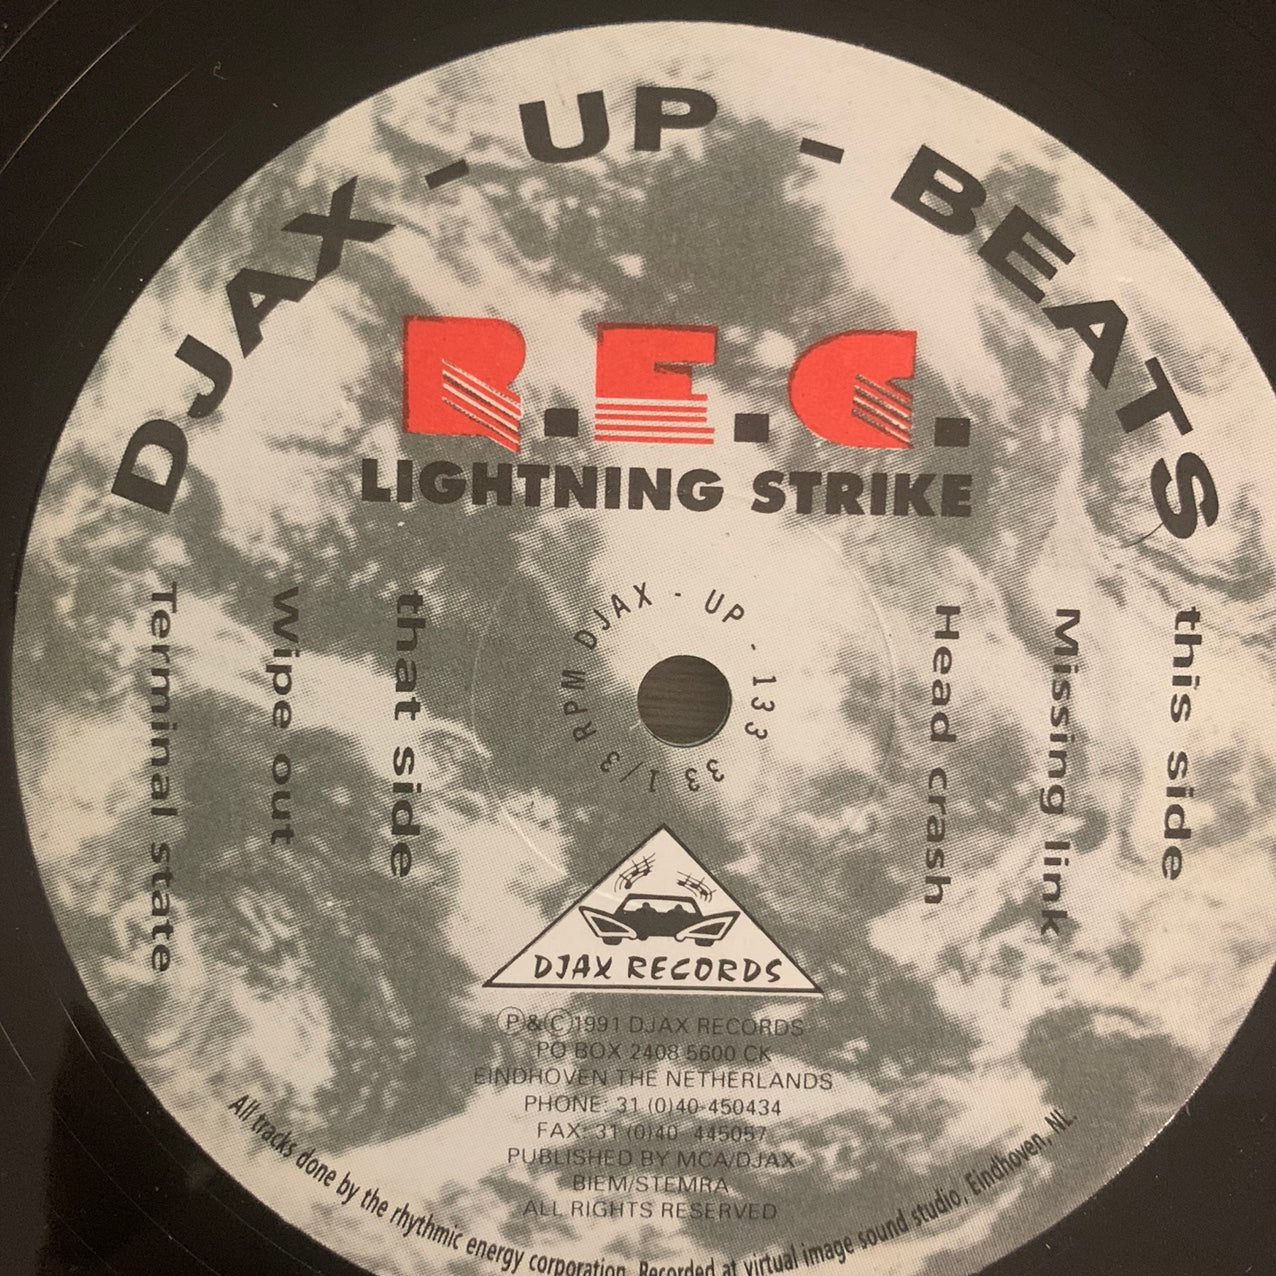 DJAX - UP - BEATS
R.E.C.
LIGHTNING STRIKE
that side
Wipe out
Terminal state
this side
Missing link
Head crash
33 1/3 RPM DJAX - UP - 133
DJAX RECORDS
Ⓟ&©1991 DJAX RECORDS
PO BOX 2408 5600 CK
EINDHOVEN THE NETHERLANDS
PHONE: 31 (0)40-450434
FAX: 31 (0)40 445057
PUBLISHED BY MCA/DJAX
BIEM/STEMRA
ALL RIGHTS RESERVED
All tracks done by the rhythmic energy corporation. Recorded at virtual image sound studio, Eindhoven, NL.